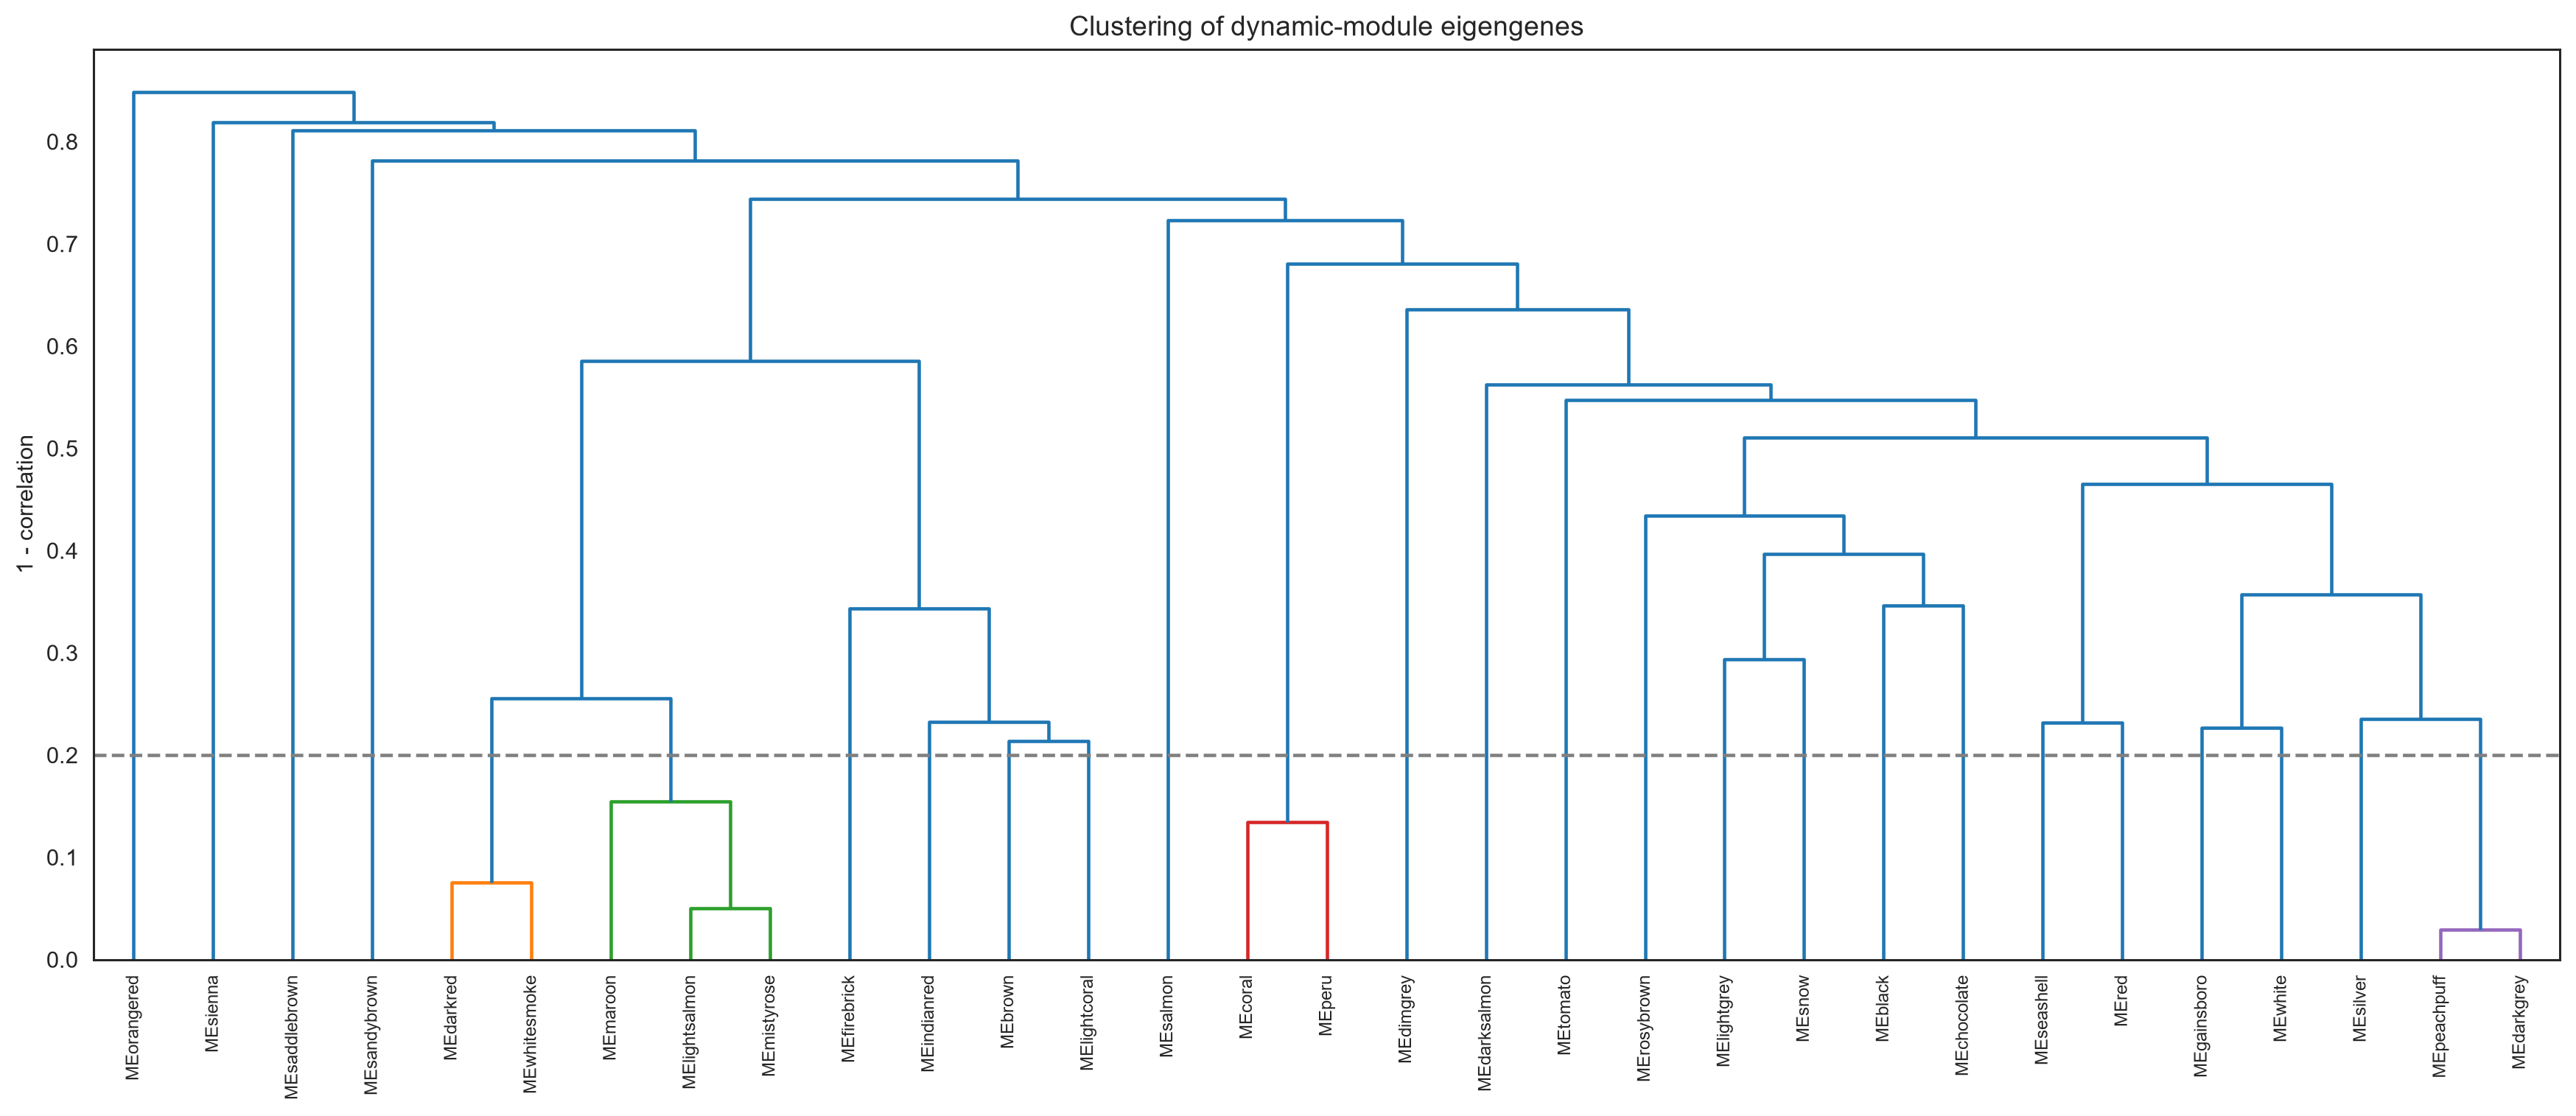 Clustering of dynamic-module eigengenes
1 - correlation
0.8
0.7
0.6
0.5
0.4
0.3
0.2
0.1
0.0
MEorangered
MEsienna
MEsaddlebrown
MEsandybrown
MEdarkred
MEwhitesmoke
MEmaroon
MElightsalmon
MEmistyrose
MEfirebrick
MEindianred
MEbrown
MElightcoral
MEsalmon
MEcoral
MEperu
MEdimgrey
MEdarksalmon
MEtomato
MErosybrown
MElightgrey
MEsnow
MEblack
MEchocolate
MEseashell
MEred
MEgainsboro
MEwhite
MEsilver
MEpeachpuff
MEdarkgrey